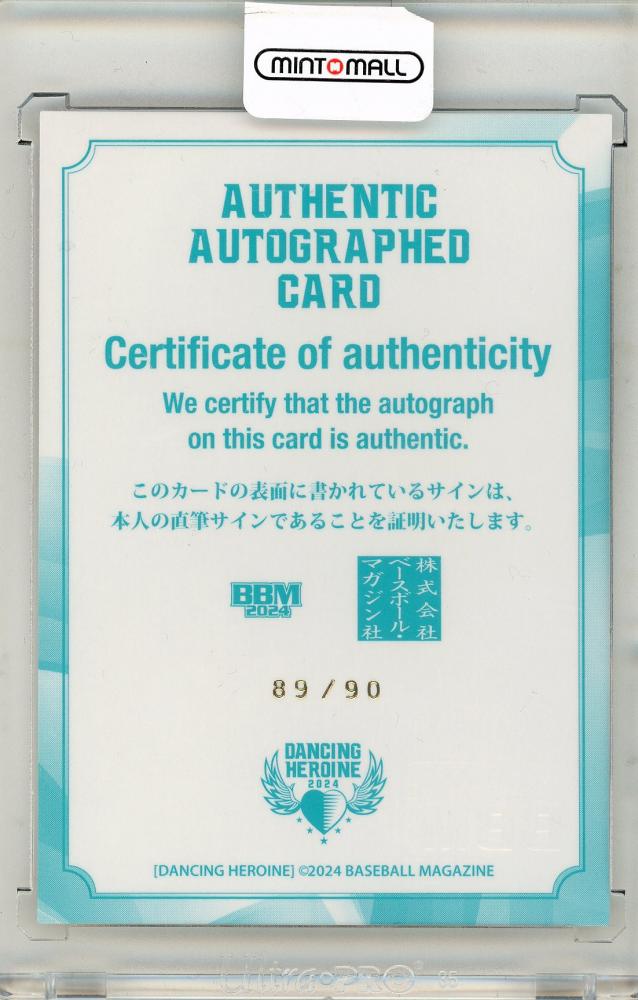 MINTMALL
AUTHENTIC
AUTOGRAPHED
CARD
Certificate of authenticity
We certify that the autograph
on this card is authentic.
このカードの表面に書かれているサインは、
本人の直筆サインであることを証明いたします。
BBM
2024
株式会社
ベースボール・
マガジン社
89/90
DANCING
HEROINE
2024
[DANCING HEROINE] ©2024 BASEBALL MAGAZINE
Ultra•PRO 35